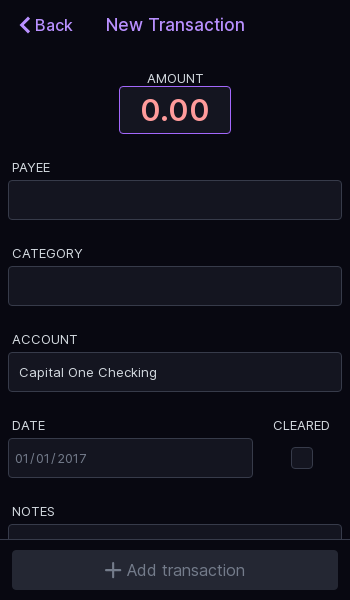 Back New Transaction
AMOUNT
0.00
PAYEE
CATEGORY
ACCOUNT
Capital One Checking
DATE CLEARED
01/01/2017
NOTES
Add transaction